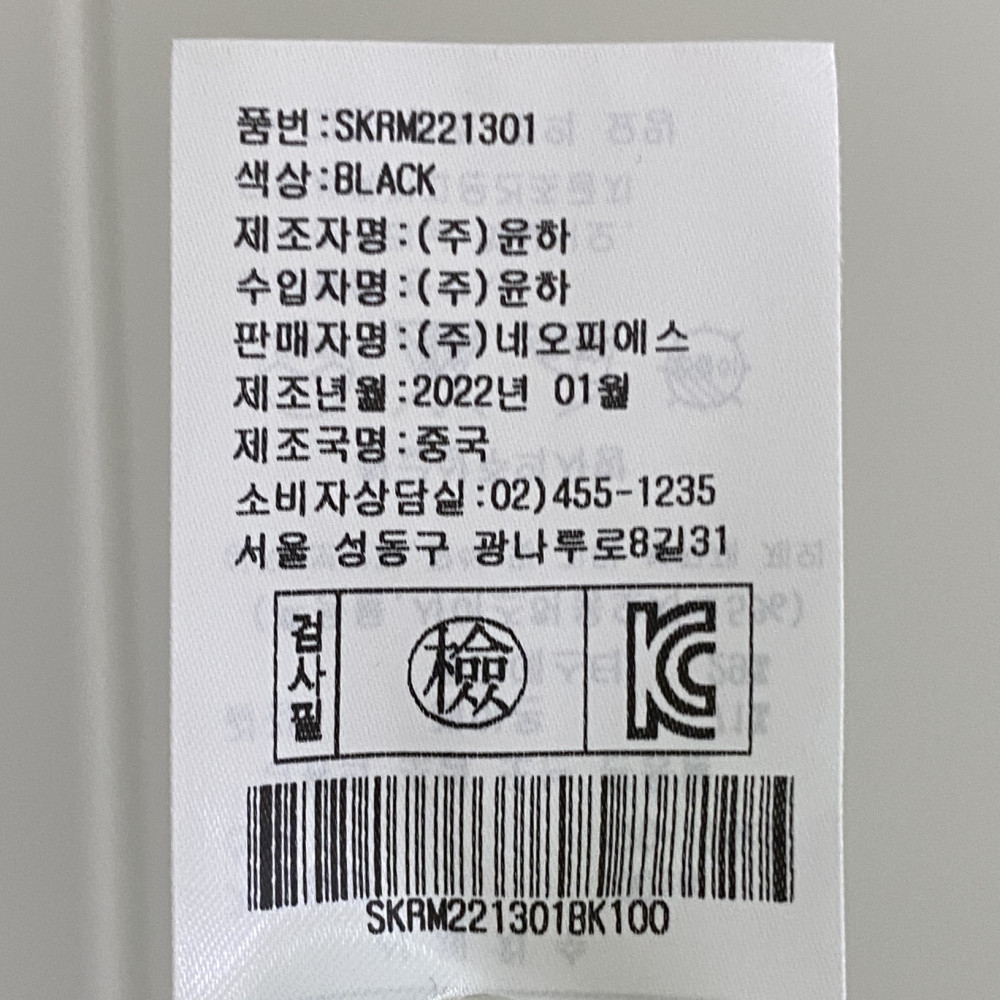 품번:SKRM221301
색상:BLACK
제조자명:(주)윤하
수입자명:(주)윤하
판매자명:(주)네오피에스
제조년월:2022년 01월
제조국명:중국
소비자상담실:02)455-1235
서울 성동구 광나루로8길31
검사필
檢
KC
SKRM221301BK100